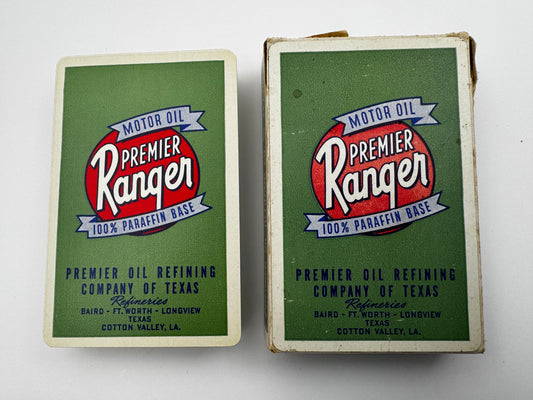 MOTOR OIL
PREMIER
Ranger
100% PARAFFIN BASE
PREMIER OIL REFINING
COMPANY OF TEXAS
Refineries
BAIRD - FT. WORTH - LONGVIEW
TEXAS
COTTON VALLEY, LA.
MOTOR OIL
PREMIER
Ranger
100% PARAFFIN BASE
PREMIER OIL REFINING
COMPANY OF TEXAS
Refineries
BAIRD - FT. WORTH - LONGVIEW
TEXAS
COTTON VALLEY, LA.